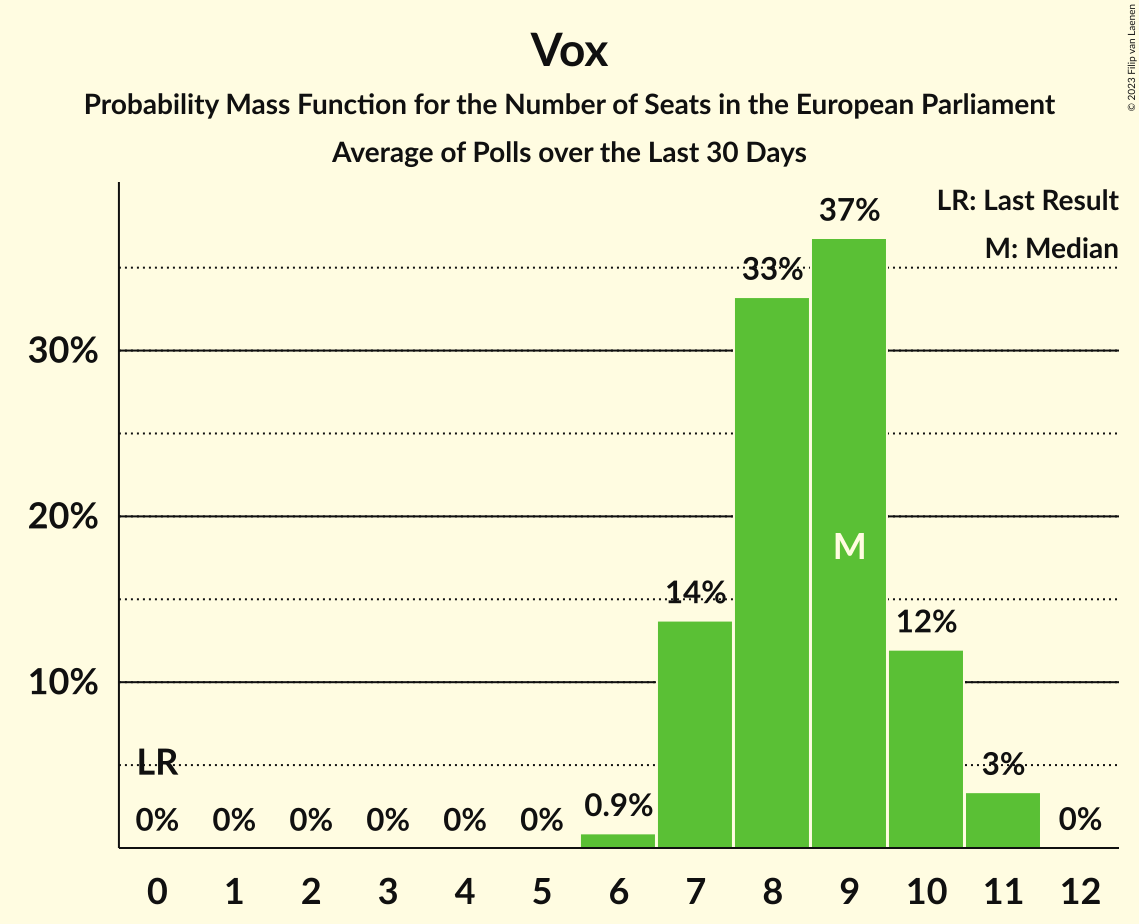 Vox
Probability Mass Function for the Number of Seats in the European Parliament
Average of Polls over the Last 30 Days
© 2023 Filip van Laenen
LR: Last Result
M: Median
37%
33%
30%
20%
M
14%
12%
10%
LR
3%
0.9%
0% 0% 0% 0% 0% 0% 0%
0 1 2 3 4 5 6 7 8 9 10 11 12